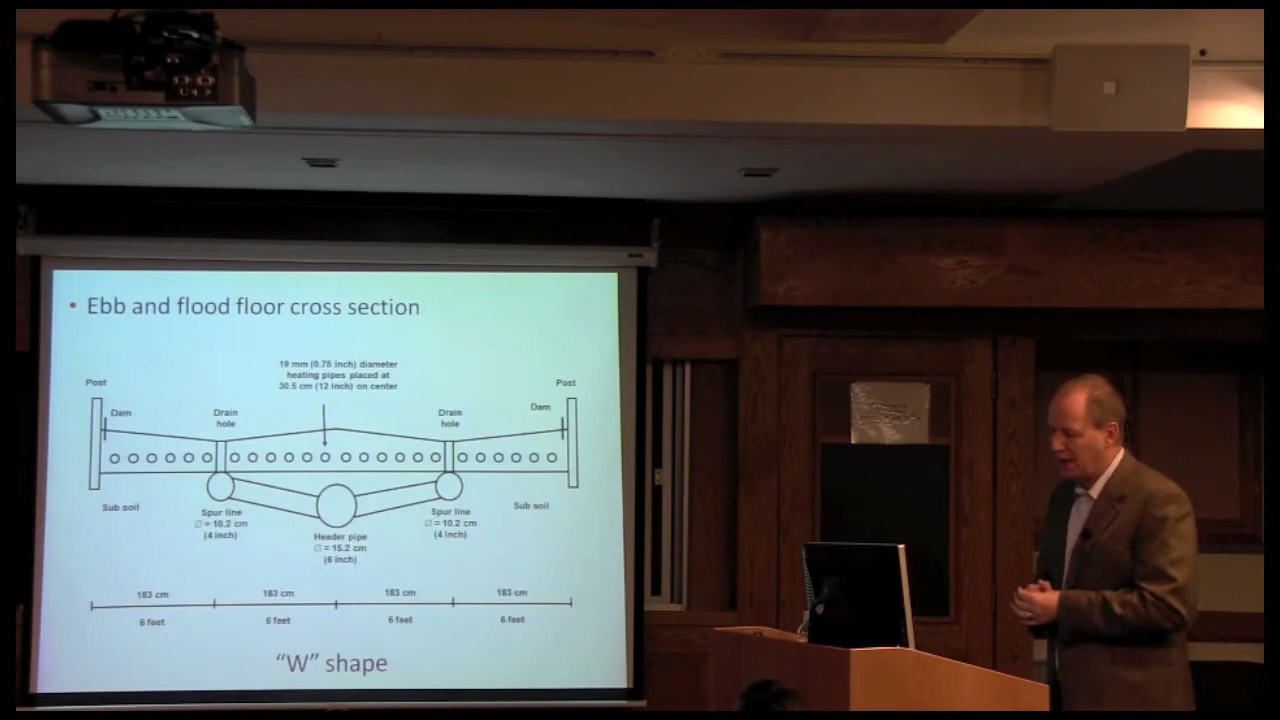 • Ebb and flood floor cross section
19 mm (0.75 inch) diameter
heating pipes placed at
30.5 cm (12 inch) on center
Post
Post
Dam
Drain
hole
Drain
hole
Dam
Sub soil
Spur line
∅ = 10.2 cm
(4 inch)
Header pipe
∅ = 15.2 cm
(6 inch)
Spur line
∅ = 10.2 cm
(4 inch)
Sub soil
183 cm
183 cm
183 cm
183 cm
6 feet
6 feet
6 feet
6 feet
“W” shape